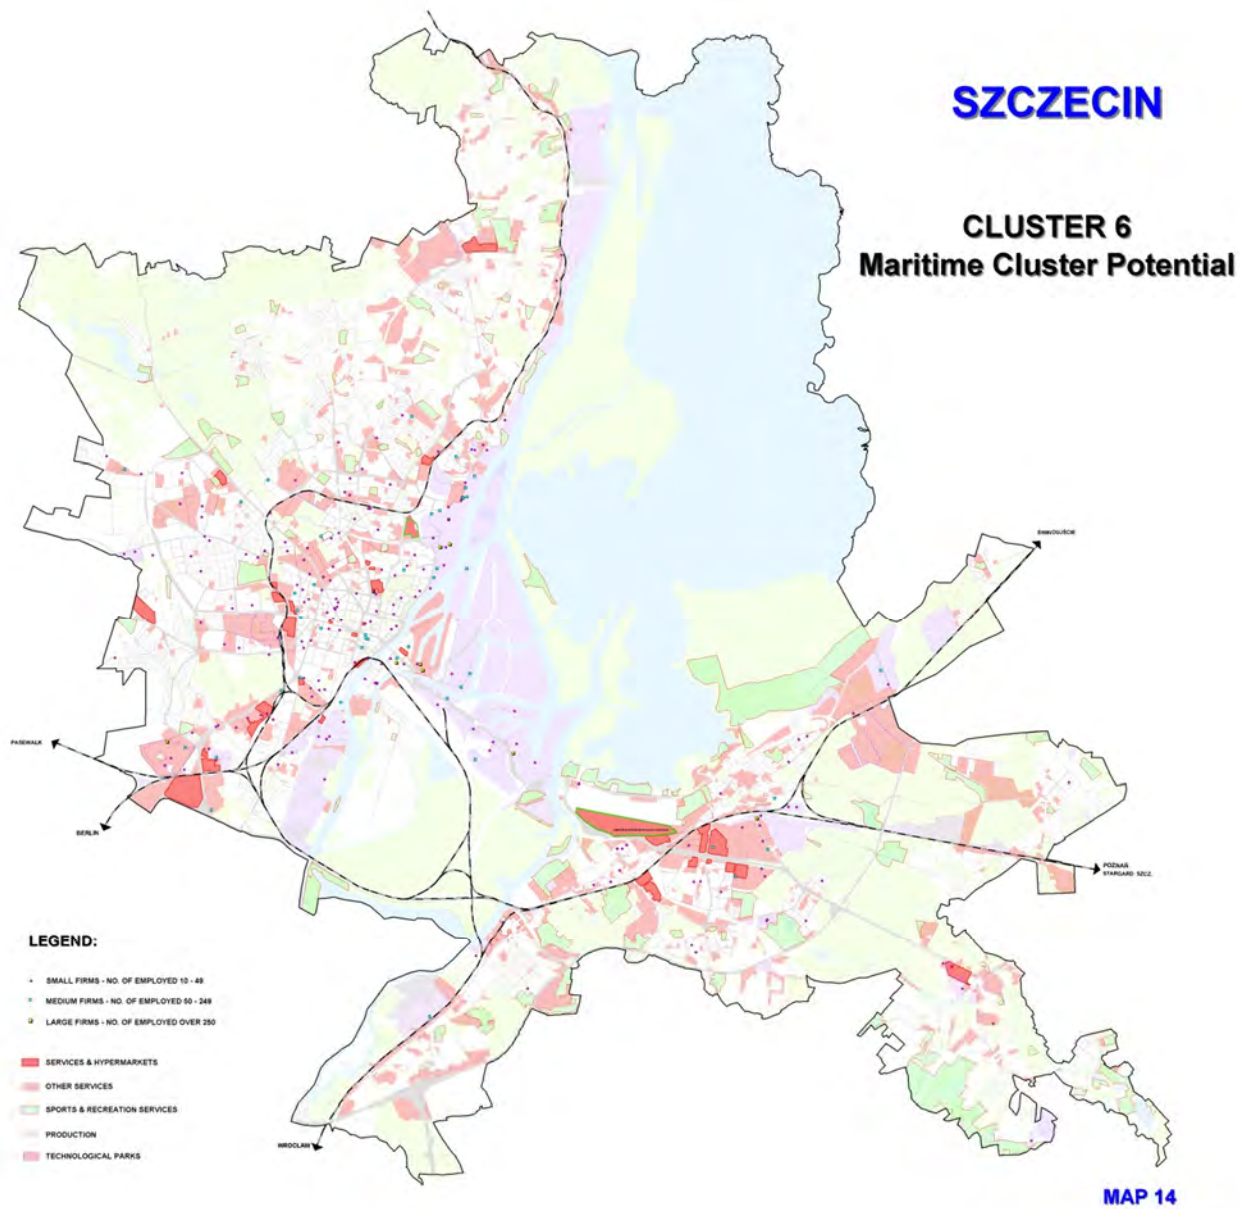 SZCZECIN
CLUSTER 6
Maritime Cluster Potential
ŚWINOUJŚCIE
PASEWALK
BERLIN
POZNAŃ
STARGARD SZCZ.
WROCŁAW
LEGEND:
SMALL FIRMS - NO. OF EMPLOYED 10 - 49
MEDIUM FIRMS - NO. OF EMPLOYED 50 - 249
LARGE FIRMS - NO. OF EMPLOYED OVER 250
SERVICES & HYPERMARKETS
OTHER SERVICES
SPORTS & RECREATION SERVICES
PRODUCTION
TECHNOLOGICAL PARKS
MAP 14